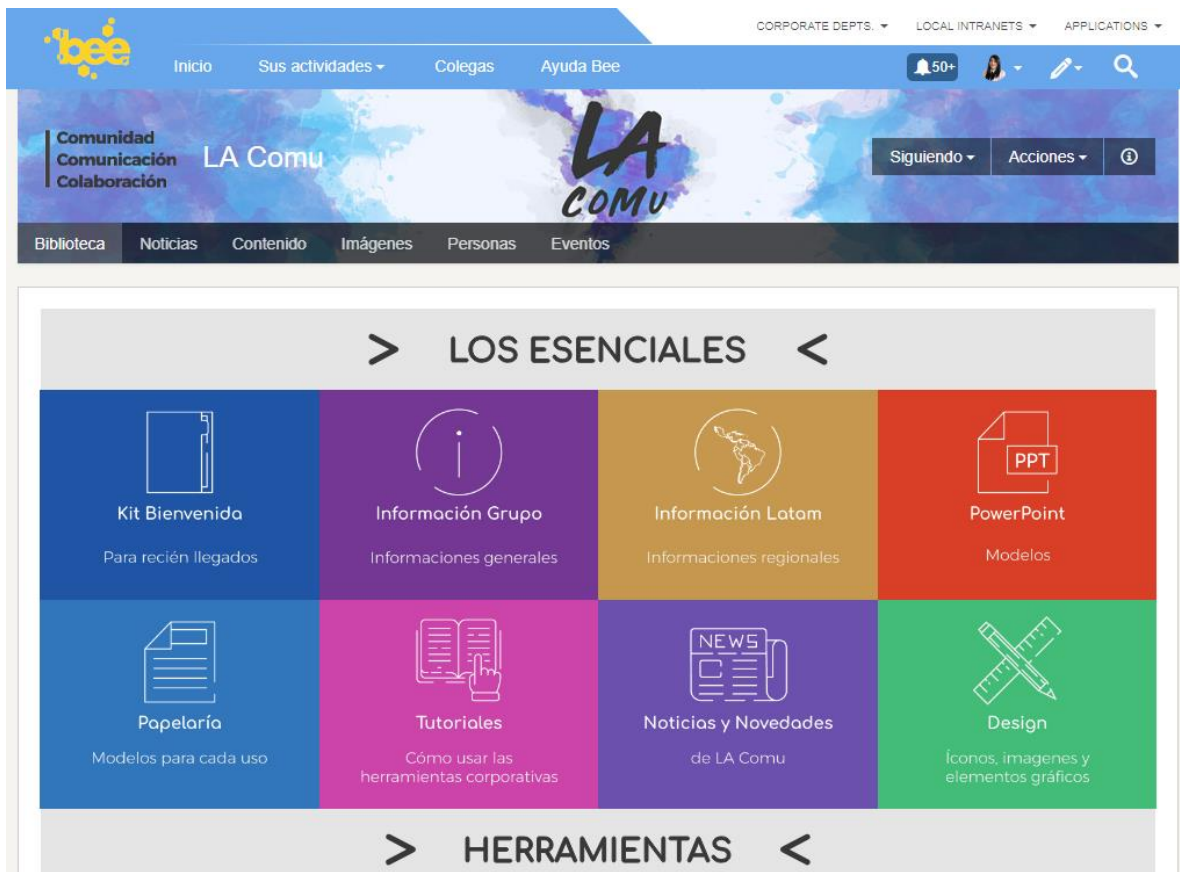 CORPORATE DEPTS. LOCAL INTRANETS APPLICATIONS
bee
Inicio Sus actividades Colegas Ayuda Bee 50+
Comunidad
Comunicación
Colaboración
LA Comu
LA
COMU
Siguiendo Acciones
Biblioteca Noticias Contenido Imágenes Personas Eventos
> LOS ESENCIALES <
Kit Bienvenida
Para recién llegados
Información Grupo
Informaciones generales
Información Latam
Informaciones regionales
PPT
PowerPoint
Modelos
Papelaría
Modelos para cada uso
Tutoriales
Cómo usar las
herramientas corporativas
NEWS
Noticias y Novedades
de LA Comu
Design
Íconos, imagenes y
elementos gráficos
> HERRAMIENTAS <